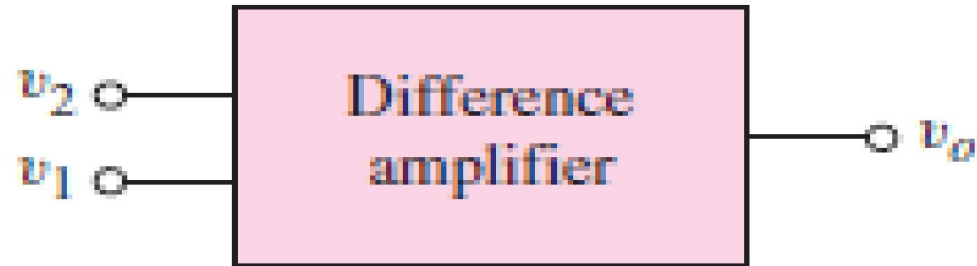 v₂
v₁
Difference
amplifier
vₒ